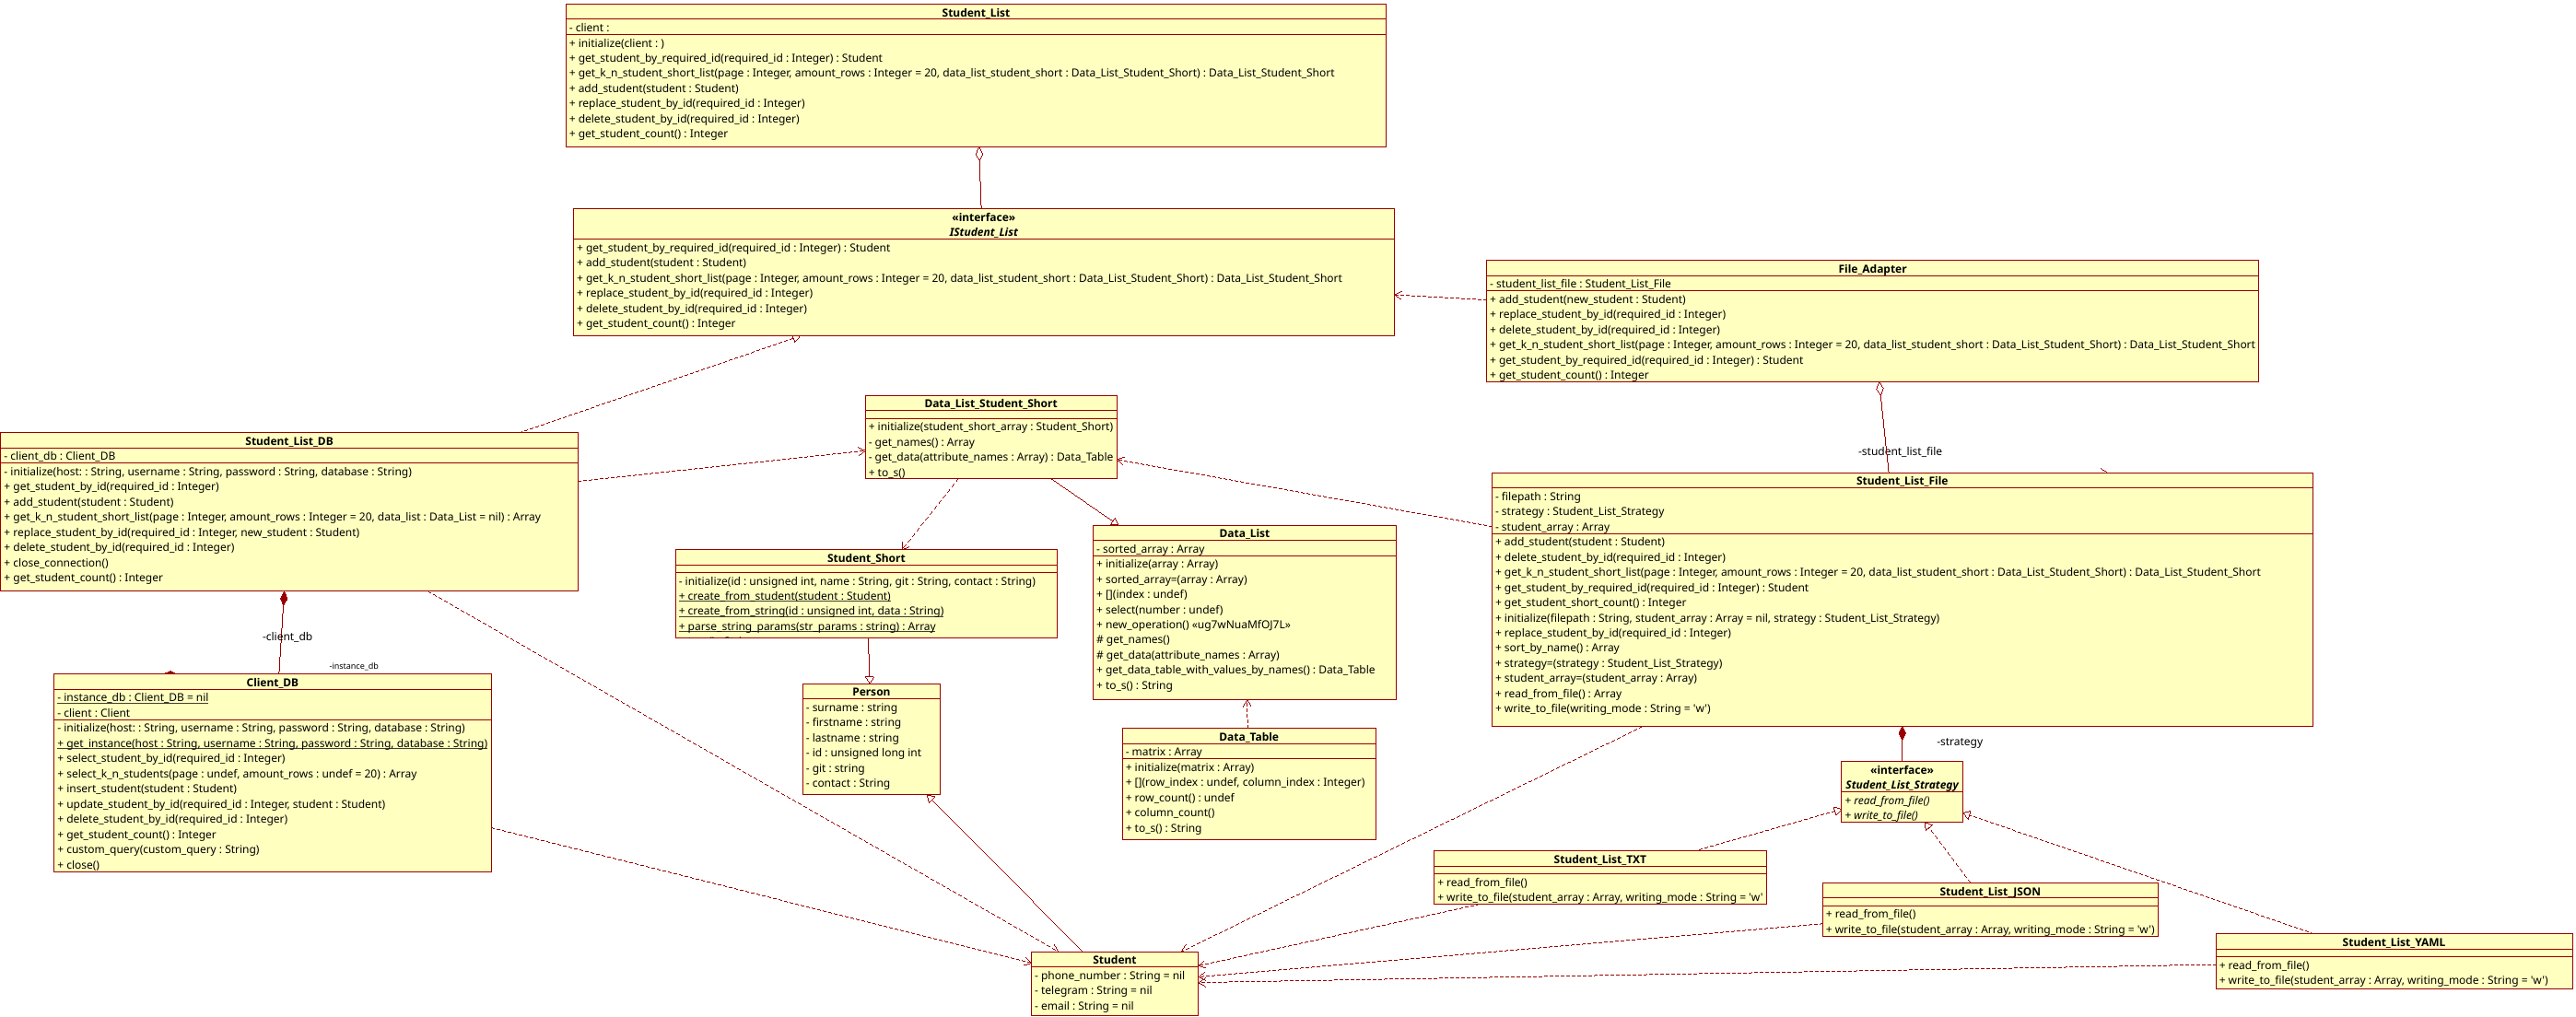 Student_List
- client :
+ initialize(client : )
+ get_student_by_required_id(required_id : Integer) : Student
+ get_k_n_student_short_list(page : Integer, amount_rows : Integer = 20, data_list_student_short : Data_List_Student_Short) : Data_List_Student_Short
+ add_student(student : Student)
+ replace_student_by_id(required_id : Integer)
+ delete_student_by_id(required_id : Integer)
+ get_student_count() : Integer
«interface»
IStudent_List
+ get_student_by_required_id(required_id : Integer) : Student
+ add_student(student : Student)
+ get_k_n_student_short_list(page : Integer, amount_rows : Integer = 20, data_list_student_short : Data_List_Student_Short) : Data_List_Student_Short
+ replace_student_by_id(required_id : Integer)
+ delete_student_by_id(required_id : Integer)
+ get_student_count() : Integer
File_Adapter
- student_list_file : Student_List_File
+ add_student(new_student : Student)
+ replace_student_by_id(required_id : Integer)
+ delete_student_by_id(required_id : Integer)
+ get_k_n_student_short_list(page : Integer, amount_rows : Integer = 20, data_list_student_short : Data_List_Student_Short) : Data_List_Student_Short
+ get_student_by_required_id(required_id : Integer) : Student
+ get_student_count() : Integer
Data_List_Student_Short
+ initialize(student_short_array : Student_Short)
- get_names() : Array
- get_data(attribute_names : Array) : Data_Table
+ to_s()
Student_List_DB
- client_db : Client_DB
- initialize(host: : String, username : String, password : String, database : String)
+ get_student_by_id(required_id : Integer)
+ add_student(student : Student)
+ get_k_n_student_short_list(page : Integer, amount_rows : Integer = 20, data_list : Data_List = nil) : Array
+ replace_student_by_id(required_id : Integer, new_student : Student)
+ delete_student_by_id(required_id : Integer)
+ close_connection()
+ get_student_count() : Integer
-student_list_file
Student_List_File
- filepath : String
- strategy : Student_List_Strategy
- student_array : Array
+ add_student(student : Student)
+ delete_student_by_id(required_id : Integer)
+ get_k_n_student_short_list(page : Integer, amount_rows : Integer = 20, data_list_student_short : Data_List_Student_Short) : Data_List_Student_Short
+ get_student_by_required_id(required_id : Integer) : Student
+ get_student_short_count() : Integer
+ initialize(filepath : String, student_array : Array = nil, strategy : Student_List_Strategy)
+ replace_student_by_id(required_id : Integer)
+ sort_by_name() : Array
+ strategy=(strategy : Student_List_Strategy)
+ student_array=(student_array : Array)
+ read_from_file() : Array
+ write_to_file(writing_mode : String = 'w')
Data_List
- sorted_array : Array
+ initialize(array : Array)
+ sorted_array=(array : Array)
+ [](index : undef)
+ select(number : undef)
+ new_operation() «ug7wNuaMfOJ7L»
# get_names()
# get_data(attribute_names : Array)
+ get_data_table_with_values_by_names() : Data_Table
+ to_s() : String
Student_Short
- initialize(id : unsigned int, name : String, git : String, contact : String)
+ create_from_student(student : Student)
+ create_from_string(id : unsigned int, data : String)
+ parse_string_params(str_params : string) : Array
-client_db
-instance_db
Client_DB
- instance_db : Client_DB = nil
- client : Client
- initialize(host: : String, username : String, password : String, database : String)
+ get_instance(host : String, username : String, password : String, database : String)
+ select_student_by_id(required_id : Integer)
+ select_k_n_students(page : undef, amount_rows : undef = 20) : Array
+ insert_student(student : Student)
+ update_student_by_id(required_id : Integer, student : Student)
+ delete_student_by_id(required_id : Integer)
+ get_student_count() : Integer
+ custom_query(custom_query : String)
+ close()
Person
- surname : string
- firstname : string
- lastname : string
- id : unsigned long int
- git : string
- contact : String
Data_Table
- matrix : Array
+ initialize(matrix : Array)
+ [](row_index : undef, column_index : Integer)
+ row_count() : undef
+ column_count()
+ to_s() : String
-strategy
«interface»
Student_List_Strategy
+ read_from_file()
+ write_to_file()
Student_List_TXT
+ read_from_file()
+ write_to_file(student_array : Array, writing_mode : String = 'w'
Student_List_JSON
+ read_from_file()
+ write_to_file(student_array : Array, writing_mode : String = 'w')
Student_List_YAML
+ read_from_file()
+ write_to_file(student_array : Array, writing_mode : String = 'w')
Student
- phone_number : String = nil
- telegram : String = nil
- email : String = nil